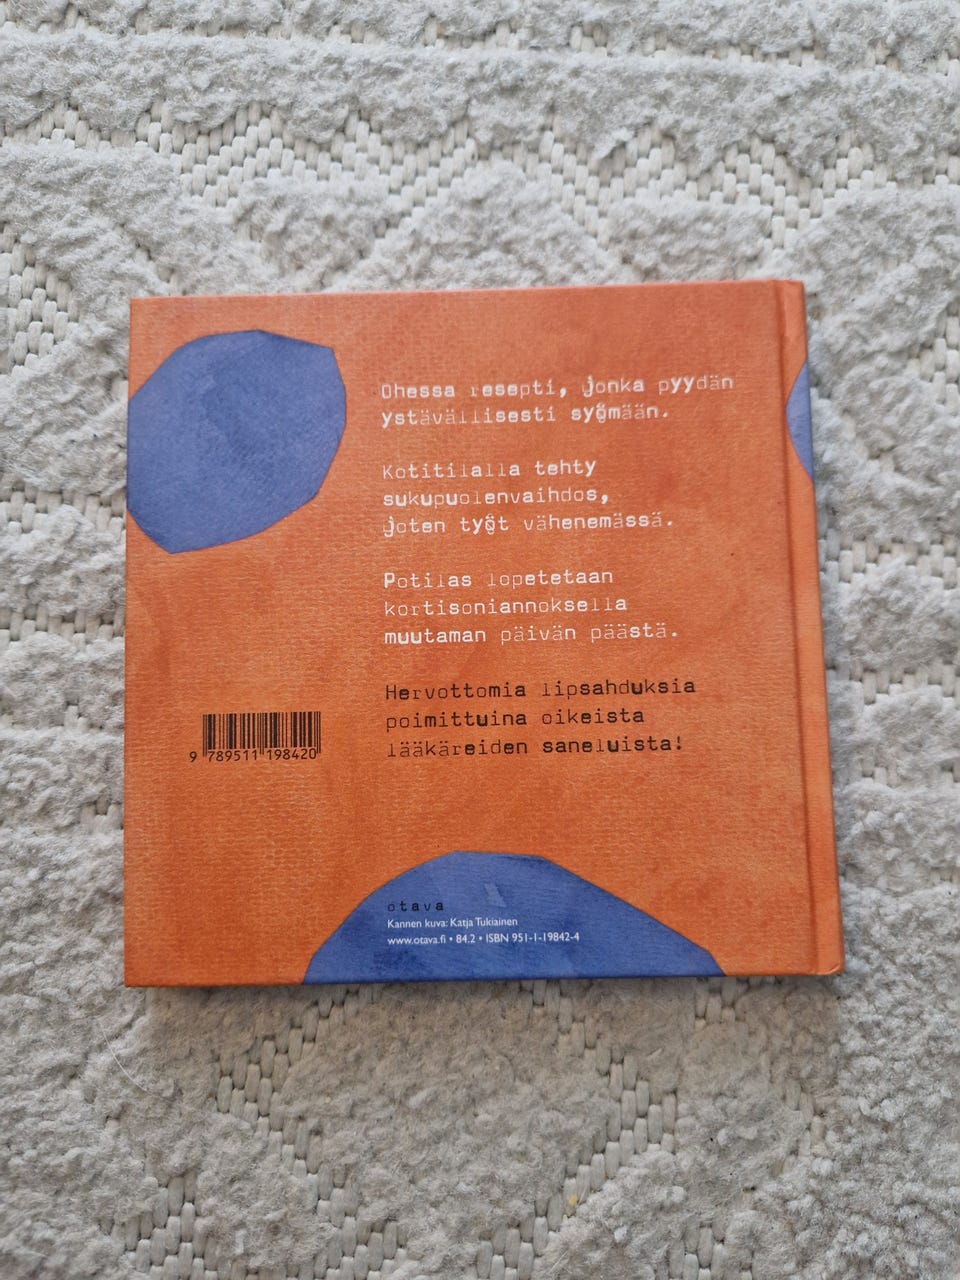 Ohessa resepti, jonka pyydän
ystävällisesti syömään.
Kotitilalla tehty
sukupuolenvaihdos,
joten työt vähenemässä.
Potilas lopetetaan
kortisoniannoksella
muutaman päivän päästä.
Hervottomia lipsahduksia
poimittuina oikeista
lääkäreiden saneluista!
9 789511 198420
otava
Kannen kuva: Katja Tukiainen
www.otava.fi • 84.2 • ISBN 951-1-19842-4